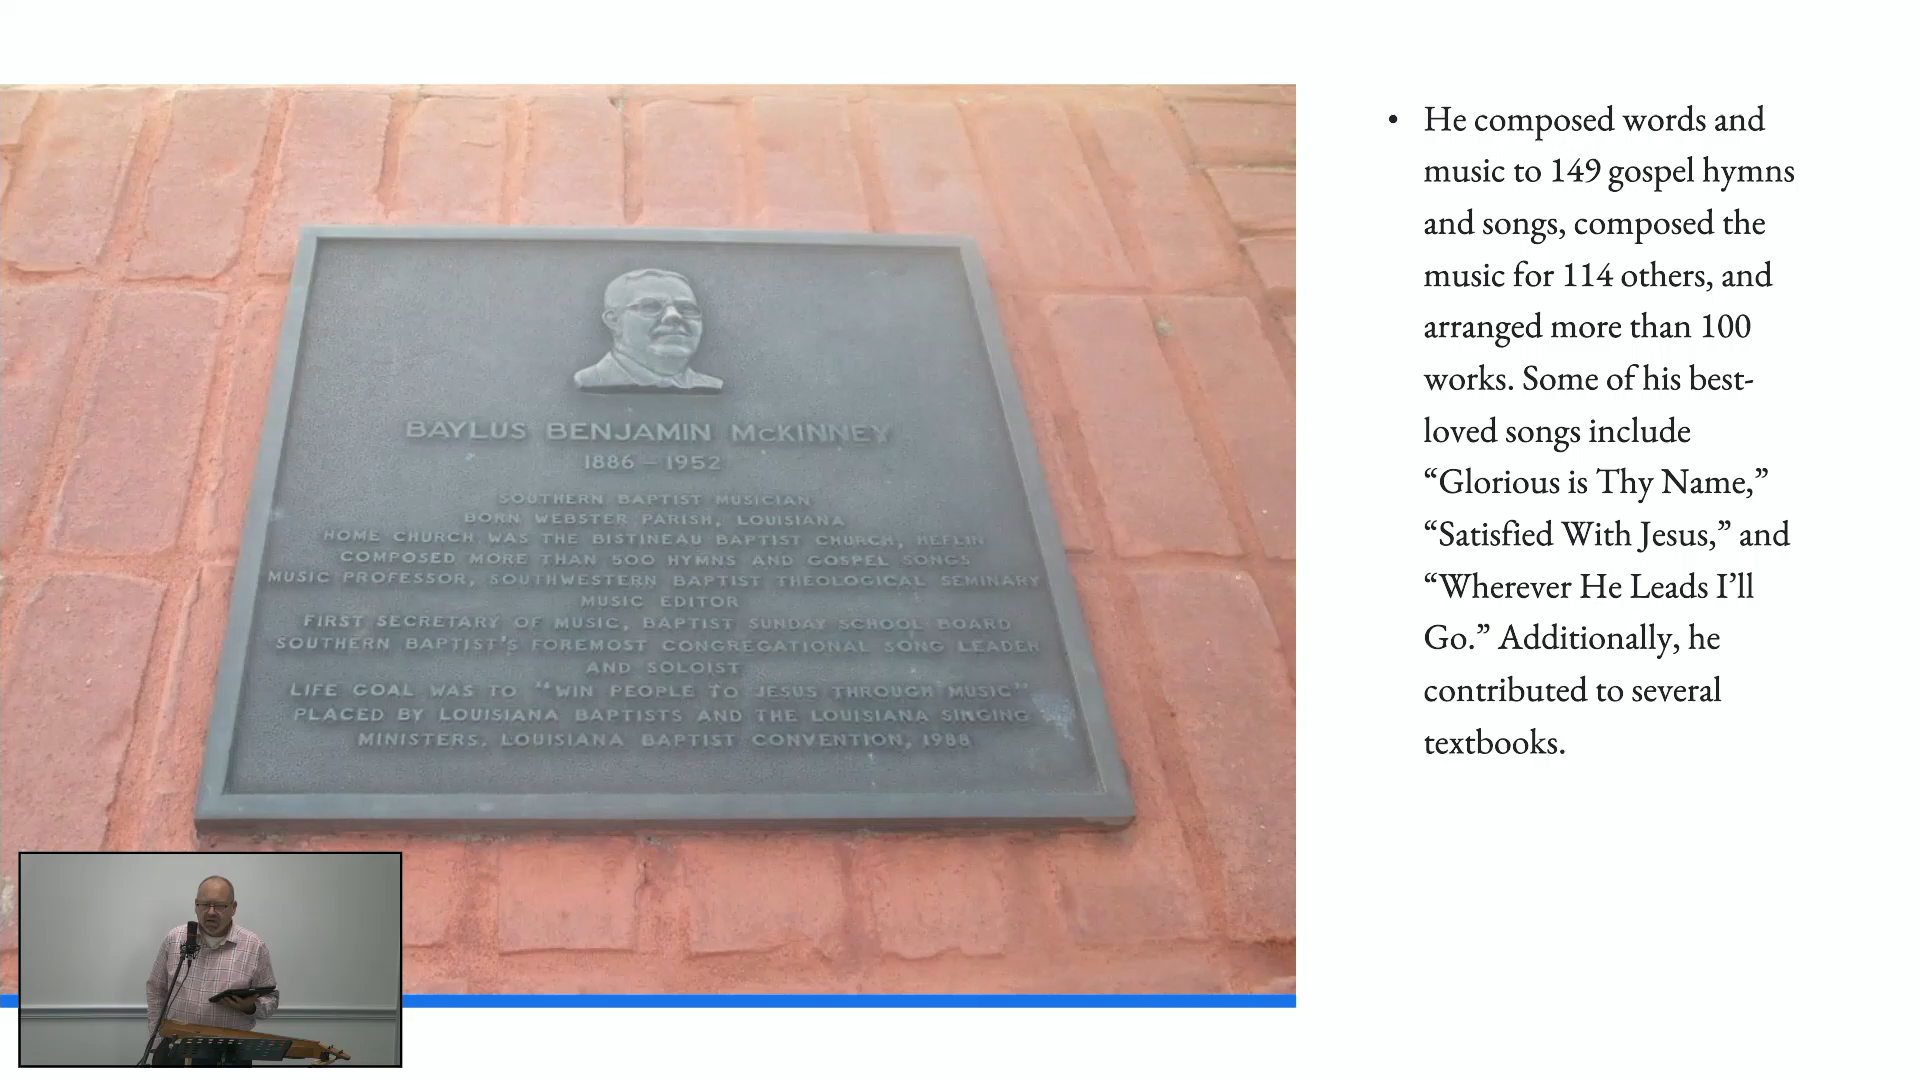 BAYLUS BENJAMIN McKINNEY
1886 – 1952
SOUTHERN BAPTIST MUSICIAN
BORN WEBSTER PARISH, LOUISIANA
HOME CHURCH WAS THE BISTINEAU BAPTIST CHURCH, HEFLIN
COMPOSED MORE THAN 500 HYMNS AND GOSPEL SONGS
MUSIC PROFESSOR, SOUTHWESTERN BAPTIST THEOLOGICAL SEMINARY
MUSIC EDITOR
FIRST SECRETARY OF MUSIC, BAPTIST SUNDAY SCHOOL BOARD
SOUTHERN BAPTIST'S FOREMOST CONGREGATIONAL SONG LEADER
AND SOLOIST
LIFE GOAL WAS TO "WIN PEOPLE TO JESUS THROUGH MUSIC"
PLACED BY LOUISIANA BAPTISTS AND THE LOUISIANA SINGING
MINISTERS. LOUISIANA BAPTIST CONVENTION, 1988
• He composed words and
music to 149 gospel hymns
and songs, composed the
music for 114 others, and
arranged more than 100
works. Some of his best-
loved songs include
“Glorious is Thy Name,”
“Satisfied With Jesus,” and
“Wherever He Leads I’ll
Go.” Additionally, he
contributed to several
textbooks.